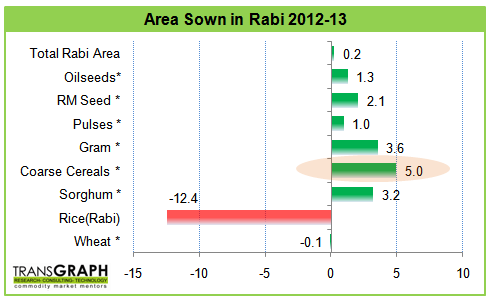 Area Sown in Rabi 2012-13
Total Rabi Area 0.2
Oilseeds* 1.3
RM Seed * 2.1
Pulses * 1.0
Gram * 3.6
Coarse Cereals * 5.0
Sorghum * 3.2
Rice(Rabi) -12.4
Wheat * -0.1
-15 -10 -5 0 5 10
TRANSGRAPH
RESEARCH·CONSULTING·TECHNOLOGY
commodity market mentors